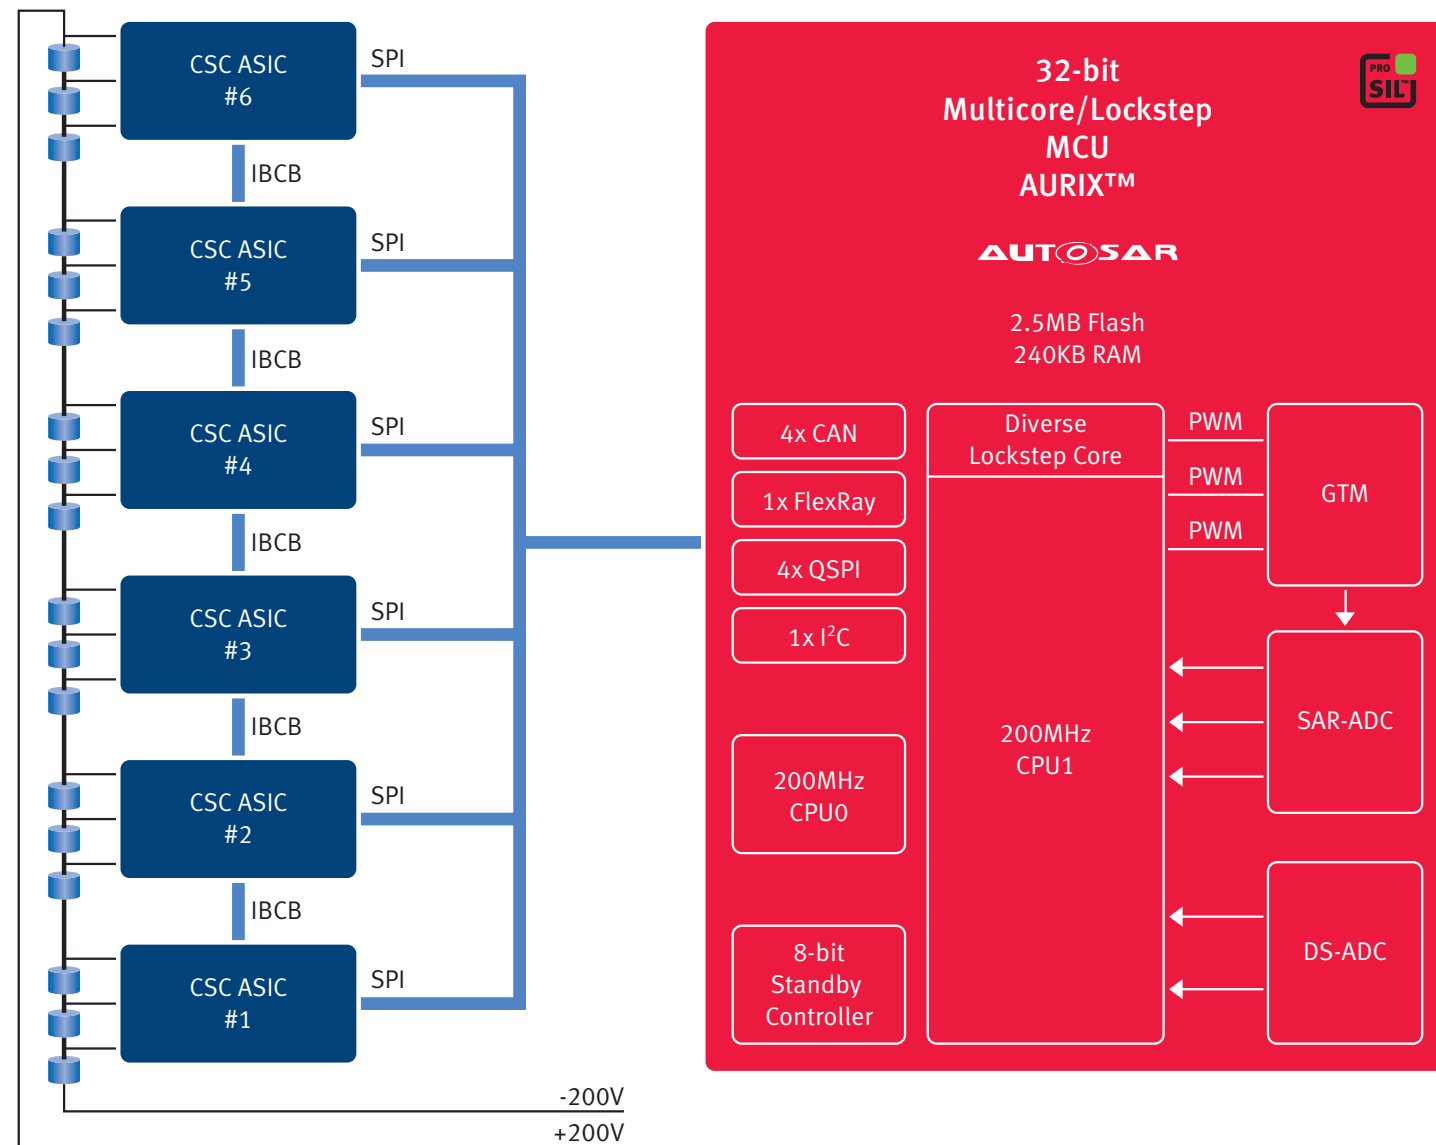 CSC ASIC
#6
SPI
IBCB
CSC ASIC
#5
SPI
IBCB
CSC ASIC
#4
SPI
IBCB
CSC ASIC
#3
SPI
IBCB
CSC ASIC
#2
SPI
IBCB
CSC ASIC
#1
SPI
-200V
+200V
32-bit
Multicore/Lockstep
MCU
AURIX™
PRO
SIL™
AUTOSAR
2.5MB Flash
240KB RAM
4x CAN
1x FlexRay
4x QSPI
1x I²C
200MHz
CPU0
8-bit
Standby
Controller
Diverse
Lockstep Core
200MHz
CPU1
PWM
PWM
PWM
GTM
SAR-ADC
DS-ADC